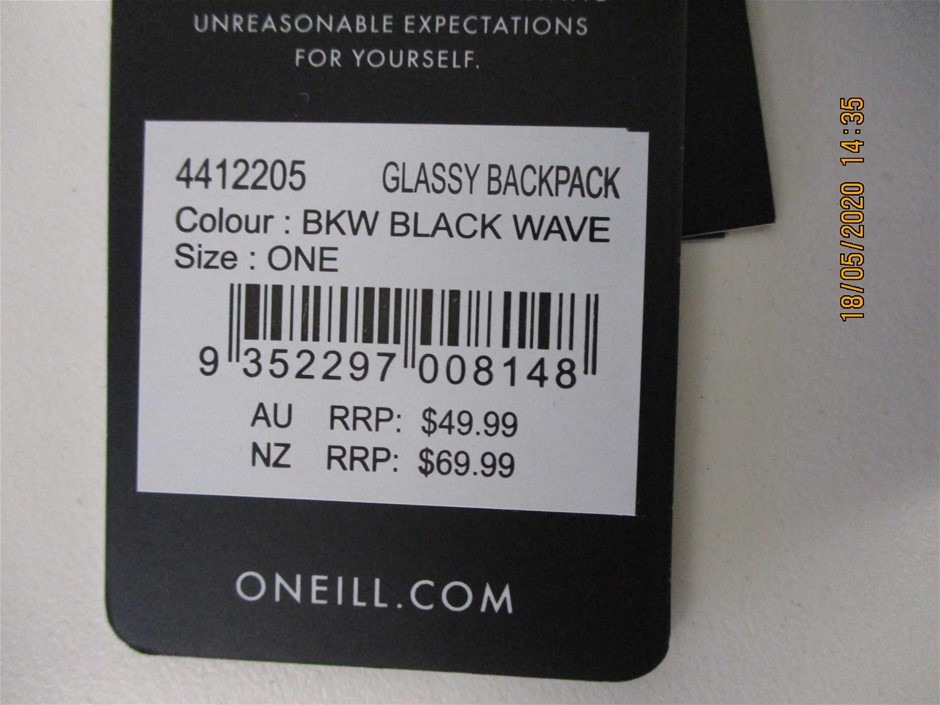 UNREASONABLE EXPECTATIONS
FOR YOURSELF.
4412205 GLASSY BACKPACK
Colour : BKW BLACK WAVE
Size : ONE
9 352297 008148
AU RRP: $49.99
NZ RRP: $69.99
ONEILL.COM
18/05/2020 14:35